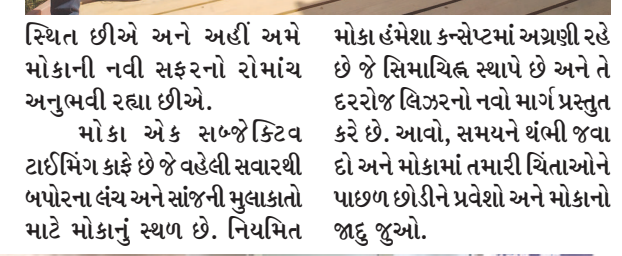 સ્થિત છીએ અને અહીં અમે
મોકાની નવી સફરનો રોમાંચ
અનુભવી રહ્યા છીએ.
મોકા એક સબ્જેક્ટિવ
ટાઈમિંગ કાફે છે જે વહેલી સવારથી
બપોરના લંચ અને સાંજની મુલાકાતો
માટે મોકાનું સ્થળ છે. નિયમિત
મોકા હંમેશા કન્સેપ્ટમાં અગ્રણી રહે
છે જે સિમાચિહ્ન સ્થાપે છે અને તે
દરરોજ લિઝરનો નવો માર્ગ પ્રસ્તુત
કરે છે. આવો, સમયને થંભી જવા
દો અને મોકામાં તમારી ચિંતાઓને
પાછળ છોડીને પ્રવેશો અને મોકાનો
જાદુ જુઓ.